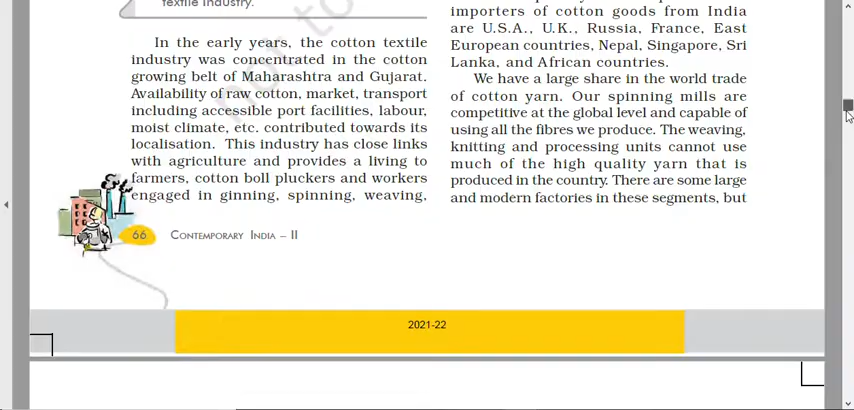 textile industry.
In the early years, the cotton textile
industry was concentrated in the cotton
growing belt of Maharashtra and Gujarat.
Availability of raw cotton, market, transport
including accessible port facilities, labour,
moist climate, etc. contributed towards its
localisation. This industry has close links
with agriculture and provides a living to
farmers, cotton boll pluckers and workers
engaged in ginning, spinning, weaving,
importers of cotton goods from India
are U.S.A., U.K., Russia, France, East
European countries, Nepal, Singapore, Sri
Lanka, and African countries.
We have a large share in the world trade
of cotton yarn. Our spinning mills are
competitive at the global level and capable of
using all the fibres we produce. The weaving,
knitting and processing units cannot use
much of the high quality yarn that is
produced in the country. There are some large
and modern factories in these segments, but
66 CONTEMPORARY INDIA – II
2021-22